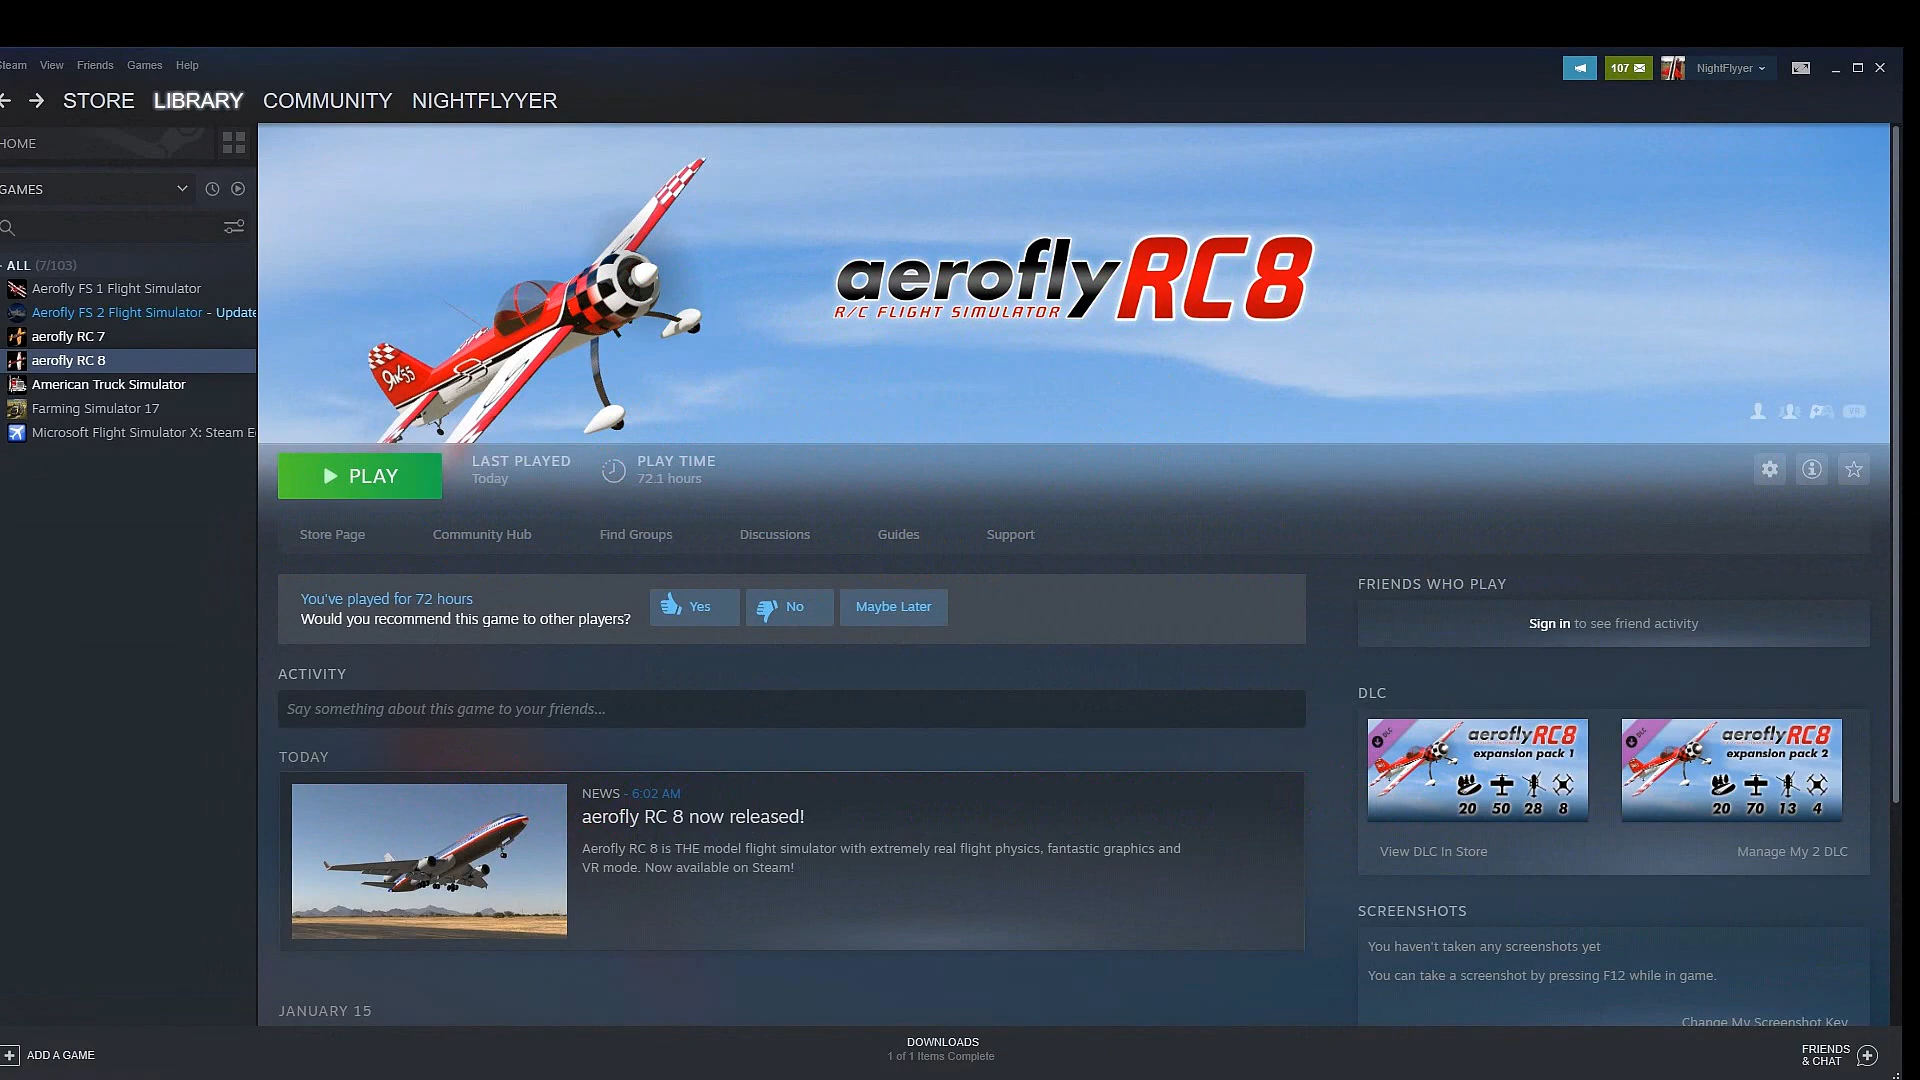 Steam View Friends Games Help
107
NightFlyyer
STORE LIBRARY COMMUNITY NIGHTFLYYER
HOME
GAMES
- ALL (7/103)
Aerofly FS 1 Flight Simulator
Aerofly FS 2 Flight Simulator - Update
aerofly RC 7
aerofly RC 8
American Truck Simulator
Farming Simulator 17
Microsoft Flight Simulator X: Steam E
ЯК55
aeroflyRC8
R/C FLIGHT SIMULATOR
VR
PLAY
LAST PLAYED
Today
PLAY TIME
72.1 hours
Store Page Community Hub Find Groups Discussions Guides Support
You've played for 72 hours
Would you recommend this game to other players?
Yes
No
Maybe Later
ACTIVITY
Say something about this game to your friends...
TODAY
NEWS - 6:02 AM
aerofly RC 8 now released!
Aerofly RC 8 is THE model flight simulator with extremely real flight physics, fantastic graphics and
VR mode. Now available on Steam!
JANUARY 15
FRIENDS WHO PLAY
Sign in to see friend activity
DLC
DLC
aeroflyRC8
expansion pack 1
20 50 28 8
DLC
aeroflyRC8
expansion pack 2
20 70 13 4
View DLC In Store
Manage My 2 DLC
SCREENSHOTS
You haven't taken any screenshots yet
You can take a screenshot by pressing F12 while in game.
Change My Screenshot Key
ADD A GAME
DOWNLOADS
1 of 1 Items Complete
FRIENDS
& CHAT